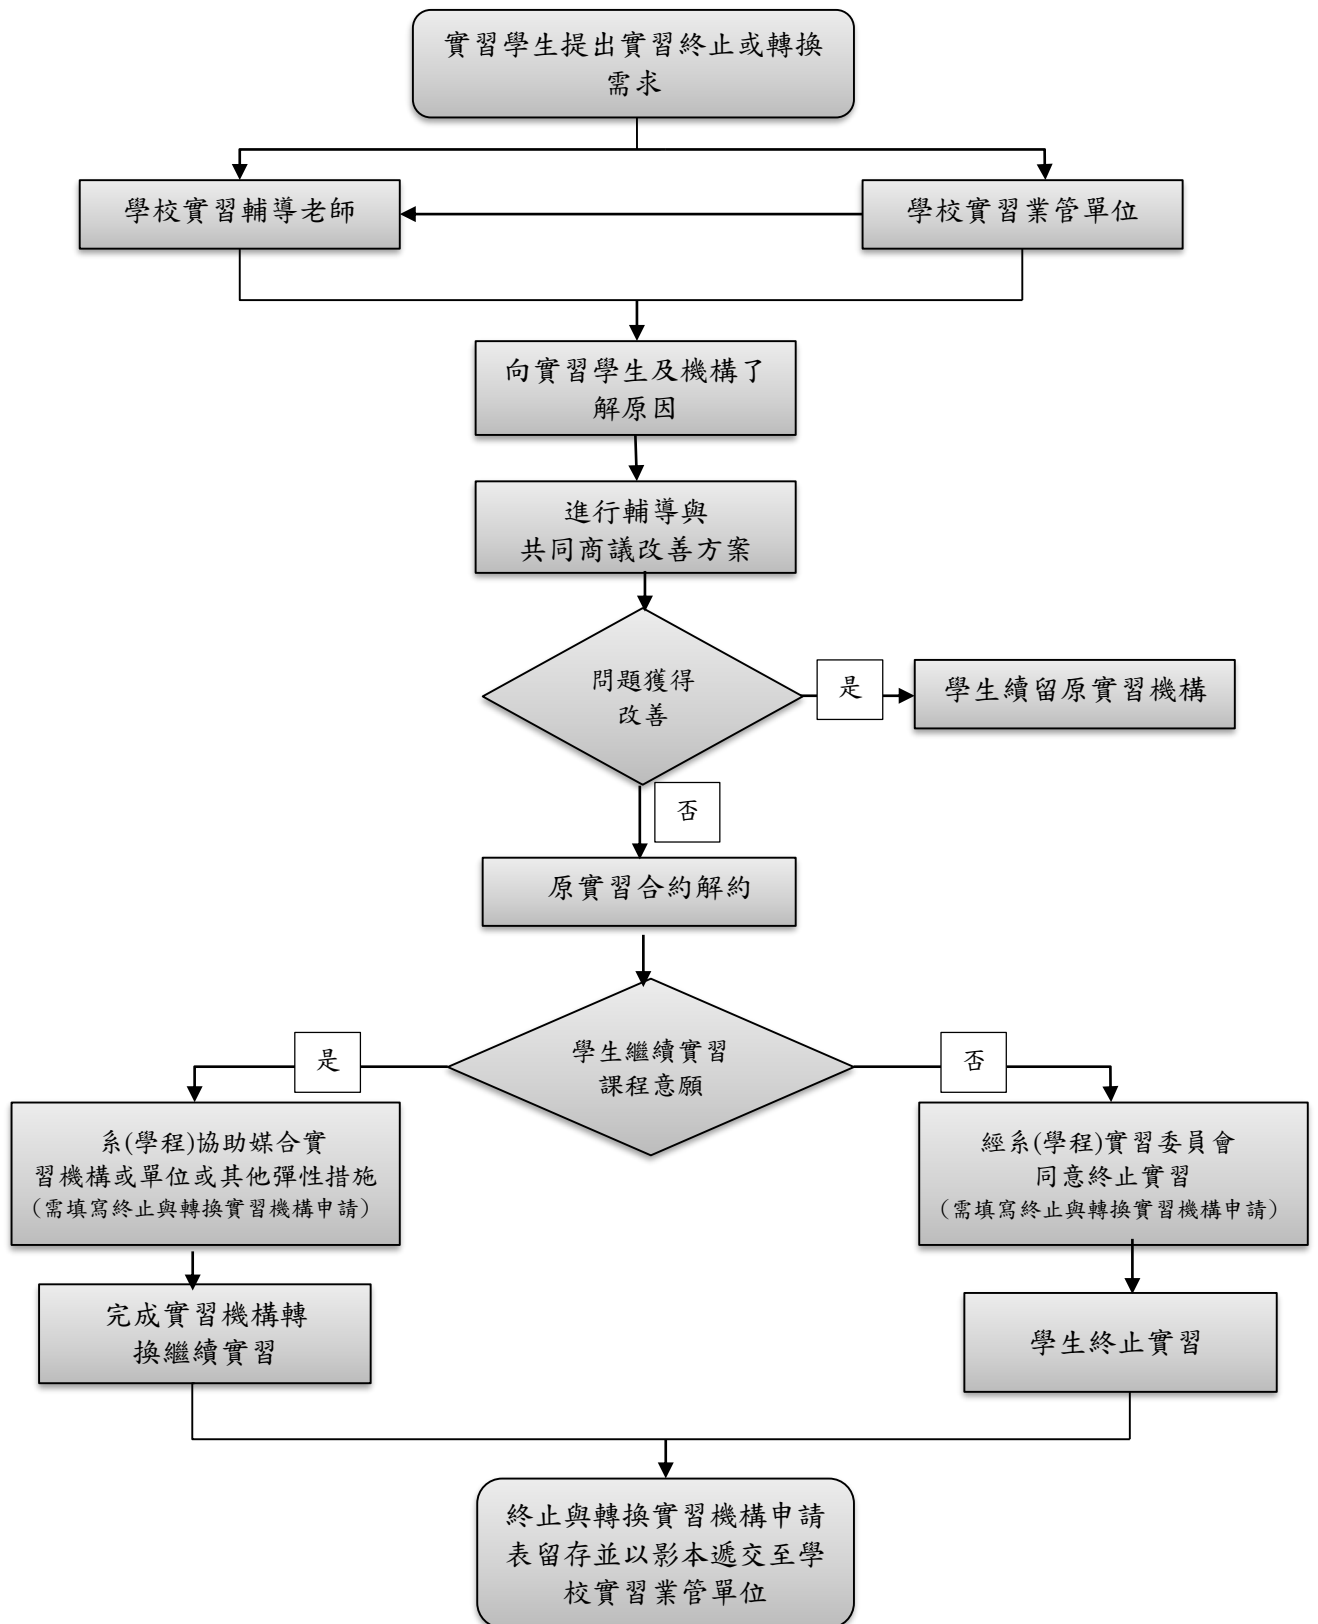 實習學生提出實習終止或轉換
需求
學校實習輔導老師
學校實習業管單位
向實習學生及機構了
解原因
進行輔導與
共同商議改善方案
問題獲得
改善
是
學生續留原實習機構
否
原實習合約解約
學生繼續實習
課程意願
是
否
系(學程)協助媒合實
習機構或單位或其他彈性措施
（需填寫終止與轉換實習機構申請）
經系(學程)實習委員會
同意終止實習
（需填寫終止與轉換實習機構申請）
完成實習機構轉
換繼續實習
學生終止實習
終止與轉換實習機構申請
表留存並以影本遞交至學
校實習業管單位